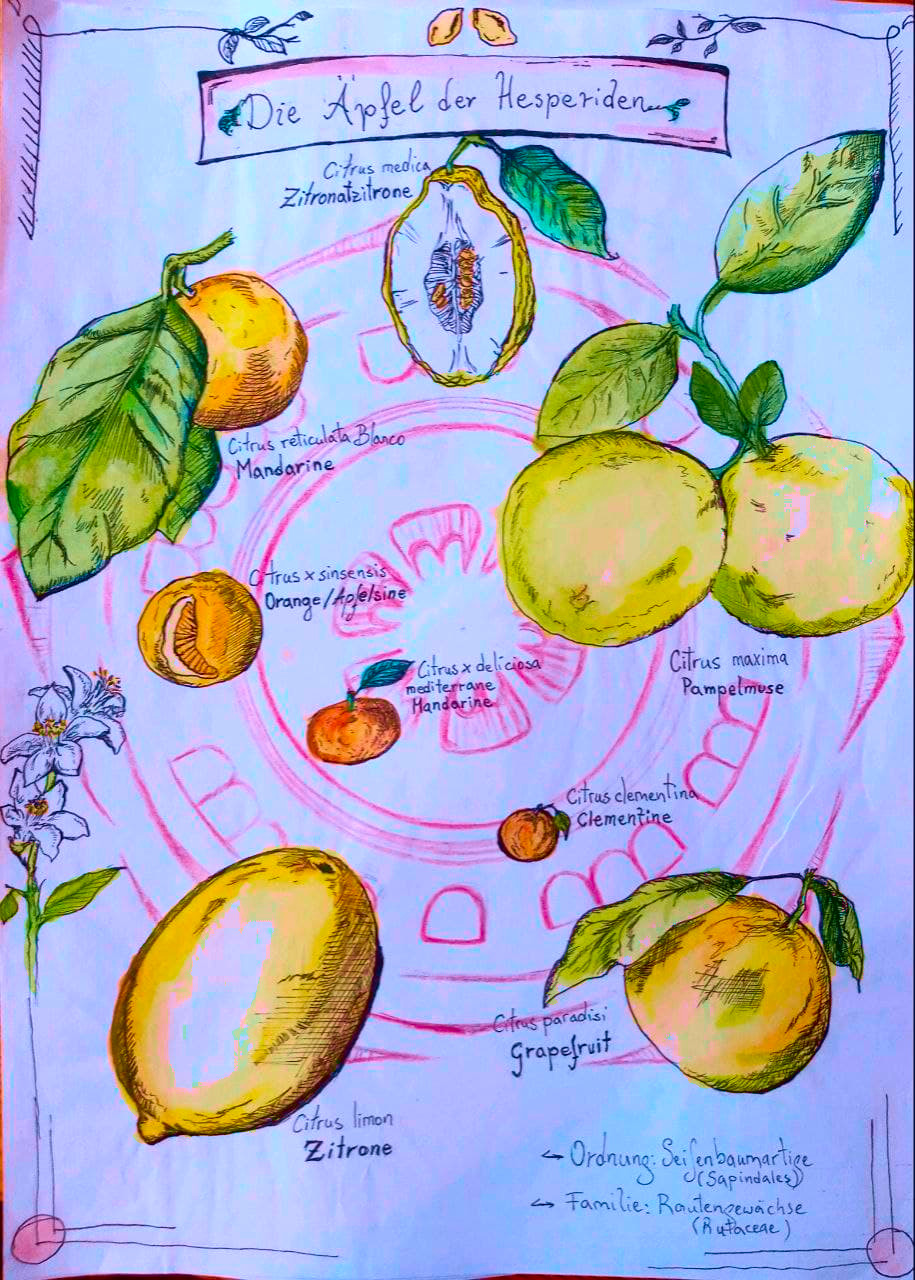 Die Äpfel der Hesperiden
Citrus medica
Zitronatzitrone
Citrus reticulata Blanco
Mandarine
Citrus x sinsensis
Orange/Apfelsine
Citrus x deliciosa
mediterrane
Mandarine
Citrus maxima
Pampelmuse
Citrus clementina
Clementine
Citrus paradisi
Grapefruit
Citrus limon
Zitrone
↪ Ordnung: Seifenbaumartige
(Sapindales)
↪ Familie: Rautengewächse
(Rutaceae)